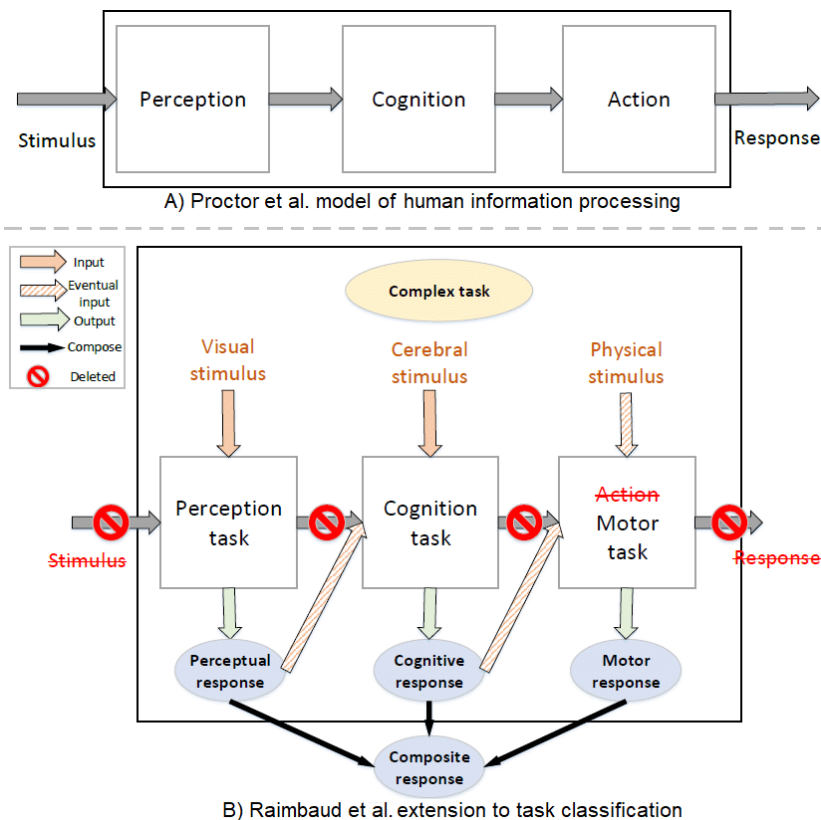 Perception
Cognition
Action
Stimulus
Response
A) Proctor et al. model of human information processing
Input
Eventual
input
Output
Compose
Deleted
Complex task
Visual
stimulus
Cerebral
stimulus
Physical
stimulus
Perception
task
Cognition
task
Action
Motor
task
Stimulus
Response
Perceptual
response
Cognitive
response
Motor
response
Composite
response
B) Raimbaud et al. extension to task classification